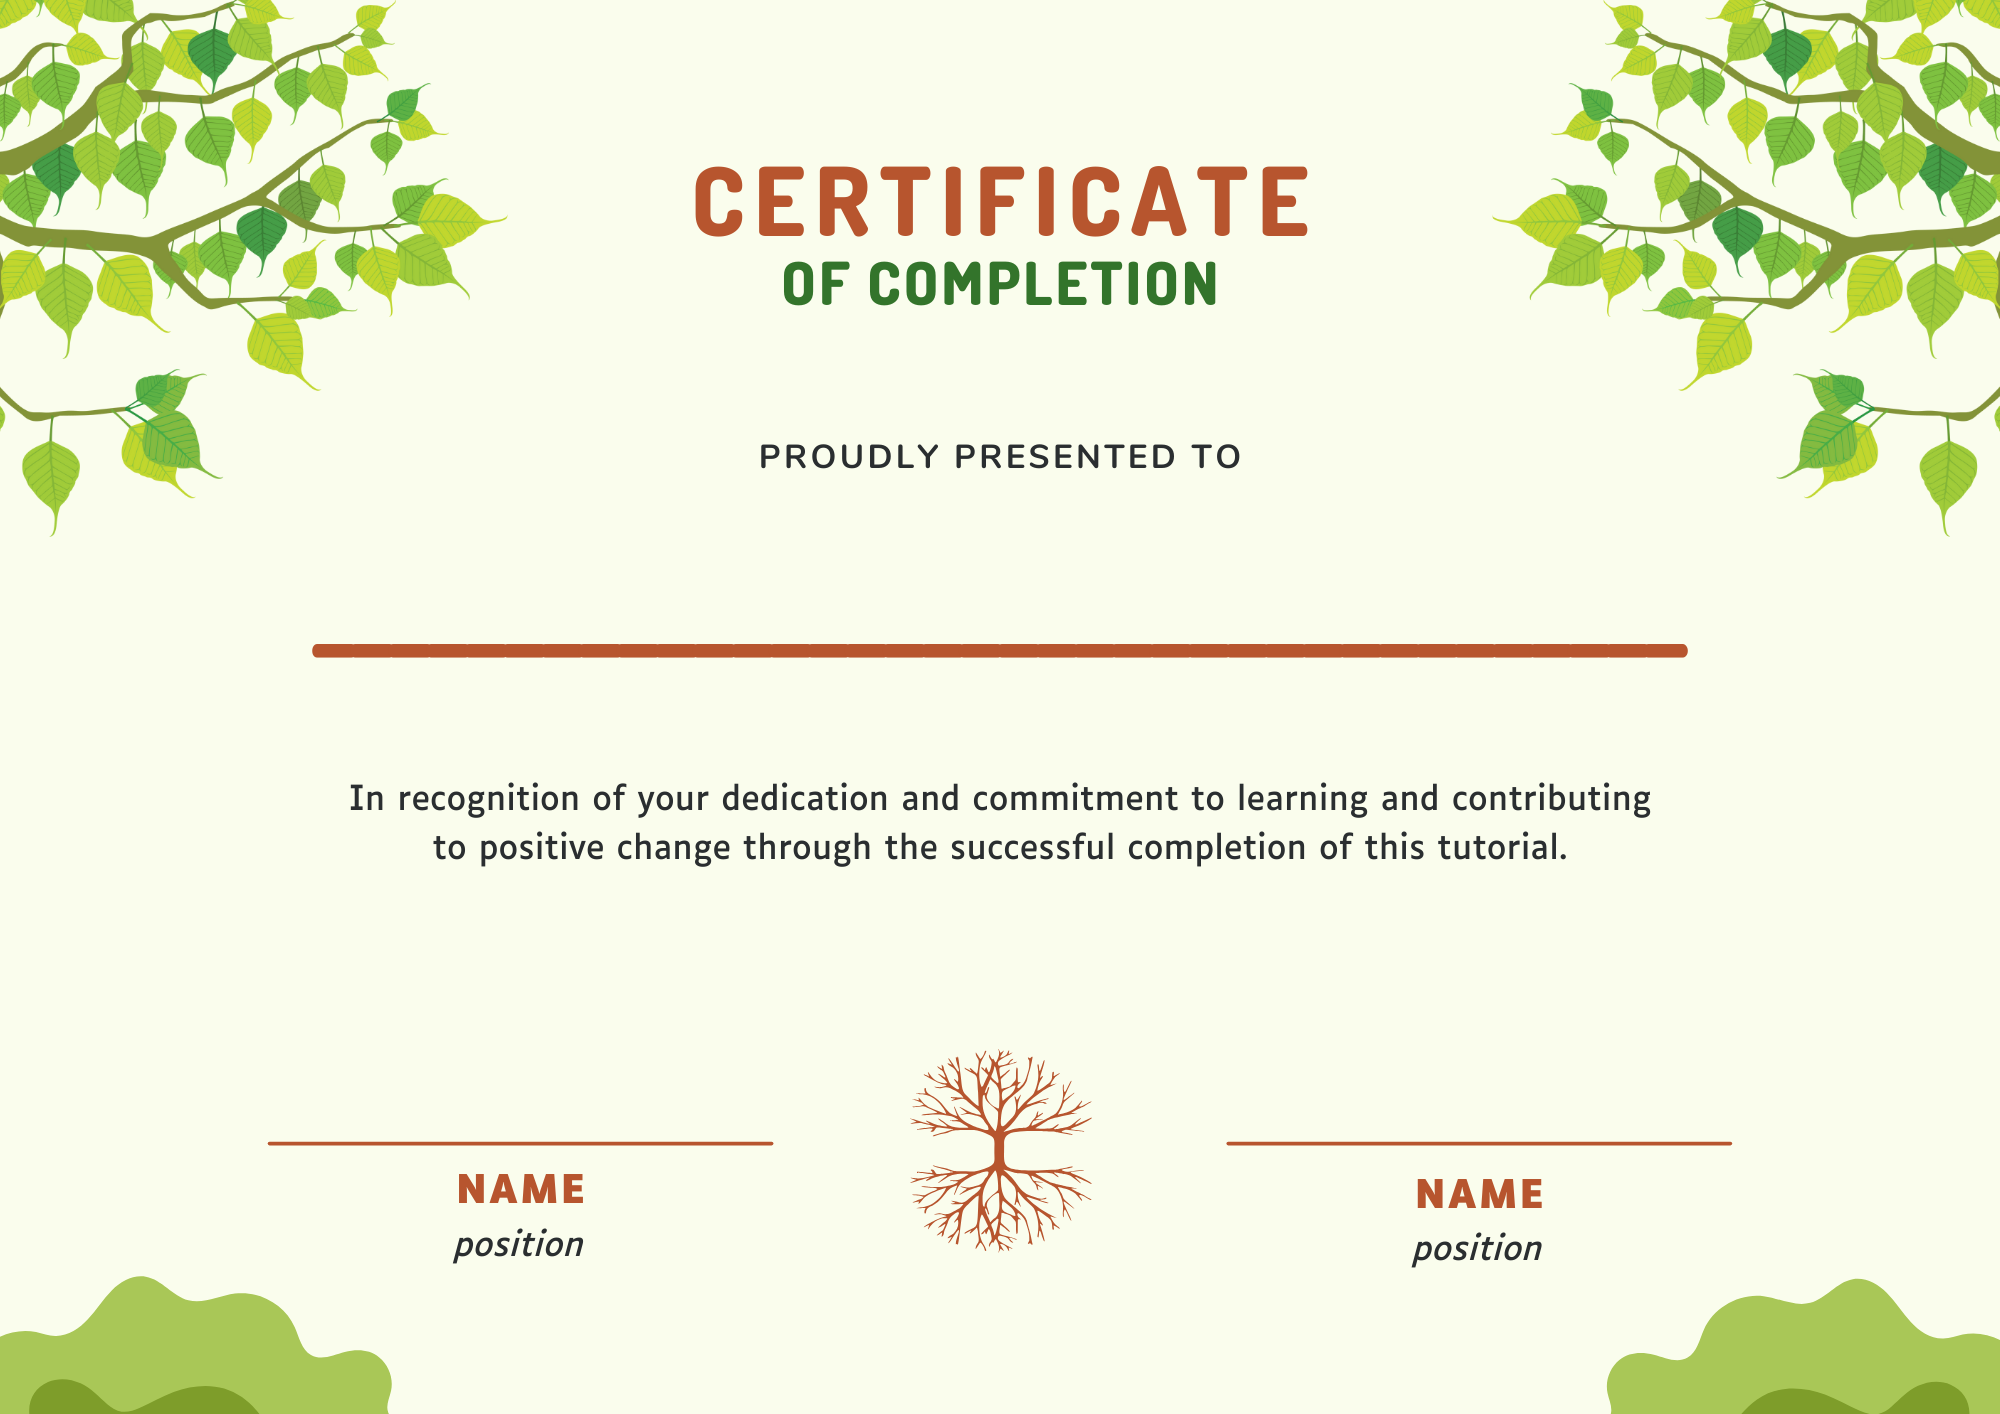 CERTIFICATE
OF COMPLETION
PROUDLY PRESENTED TO
In recognition of your dedication and commitment to learning and contributing
to positive change through the successful completion of this tutorial.
NAME
position
NAME
position